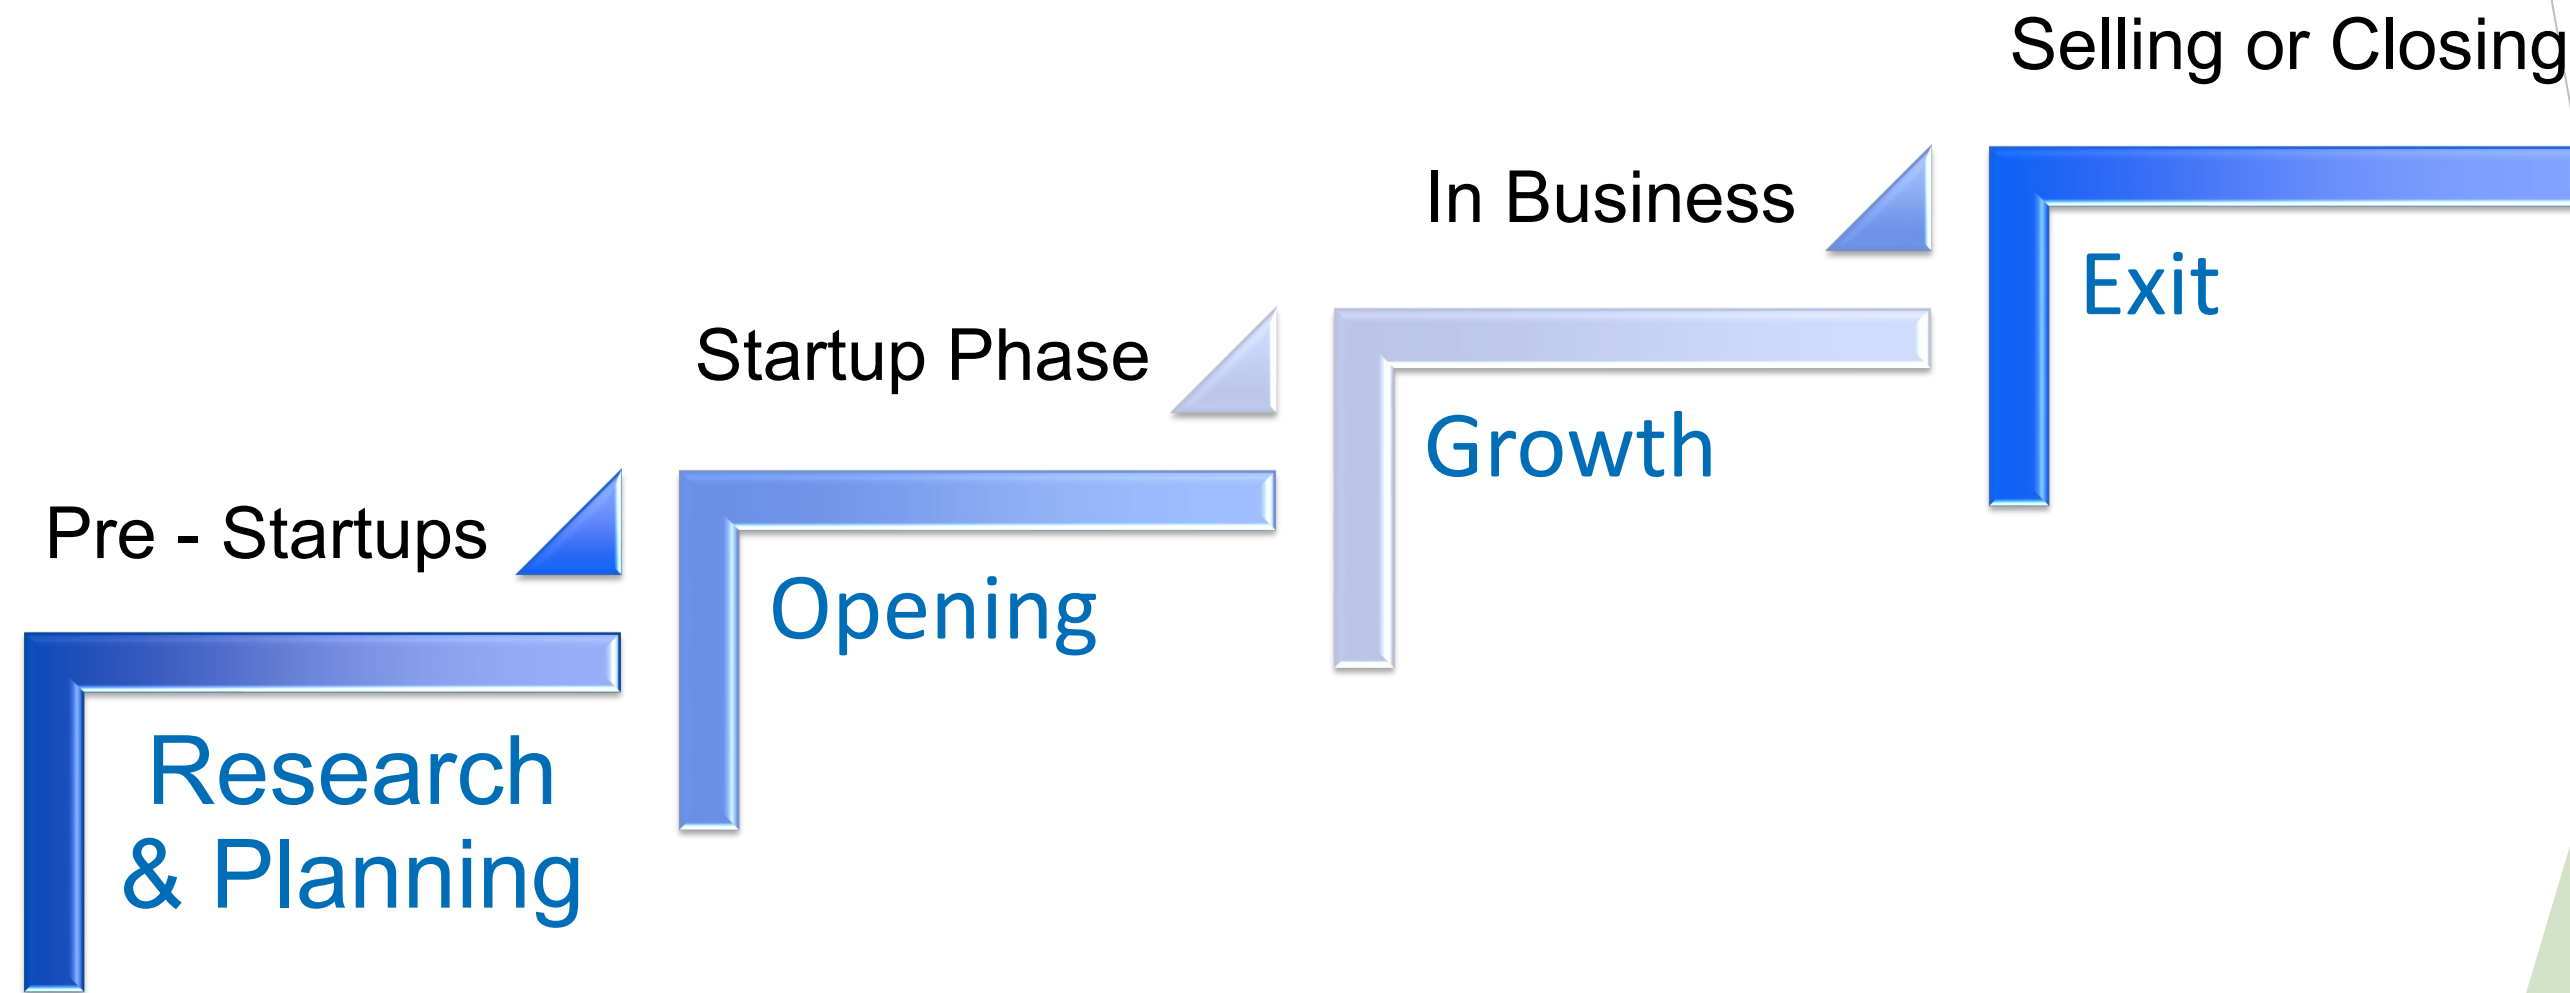 Selling or Closing
In Business
Exit
Startup Phase
Growth
Pre - Startups
Opening
Research
& Planning